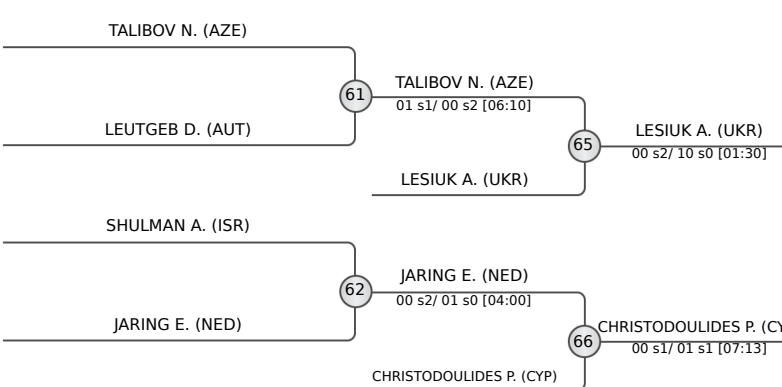 TALIBOV N. (AZE)
61
TALIBOV N. (AZE)
01 s1/ 00 s2 [06:10]
LEUTGEB D. (AUT)
65
LESIUK A. (UKR)
00 s2/ 10 s0 [01:30]
LESIUK A. (UKR)
SHULMAN A. (ISR)
62
JARING E. (NED)
00 s2/ 01 s0 [04:00]
JARING E. (NED)
66
CHRISTODOULIDES P. (CY
00 s1/ 01 s1 [07:13]
CHRISTODOULIDES P. (CYP)